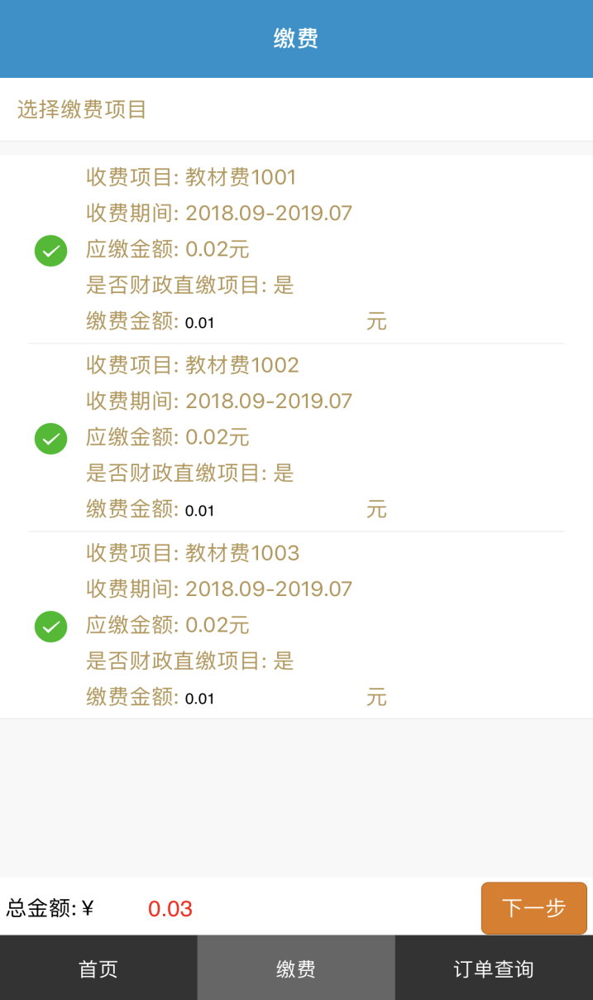 缴费
选择缴费项目
收费项目: 教材费1001
收费期间: 2018.09-2019.07
应缴金额: 0.02元
是否财政直缴项目: 是
缴费金额: 0.01 元
收费项目: 教材费1002
收费期间: 2018.09-2019.07
应缴金额: 0.02元
是否财政直缴项目: 是
缴费金额: 0.01 元
收费项目: 教材费1003
收费期间: 2018.09-2019.07
应缴金额: 0.02元
是否财政直缴项目: 是
缴费金额: 0.01 元
总金额: ¥ 0.03 下一步
首页 缴费 订单查询